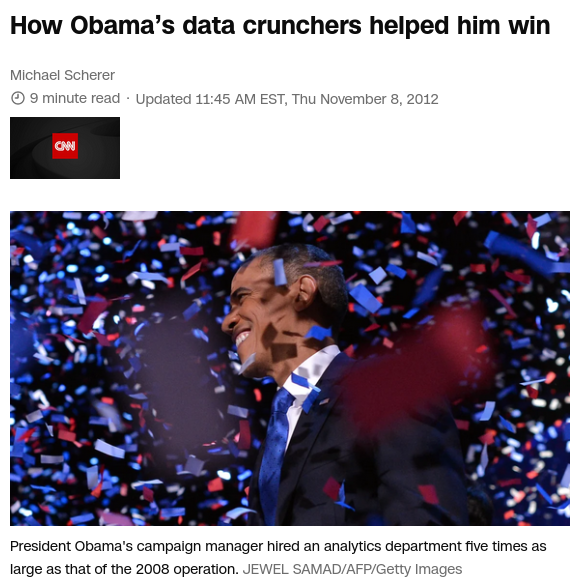 How Obama’s data crunchers helped him win
Michael Scherer
9 minute read · Updated 11:45 AM EST, Thu November 8, 2012
CNN
President Obama's campaign manager hired an analytics department five times as
large as that of the 2008 operation. JEWEL SAMAD/AFP/Getty Images